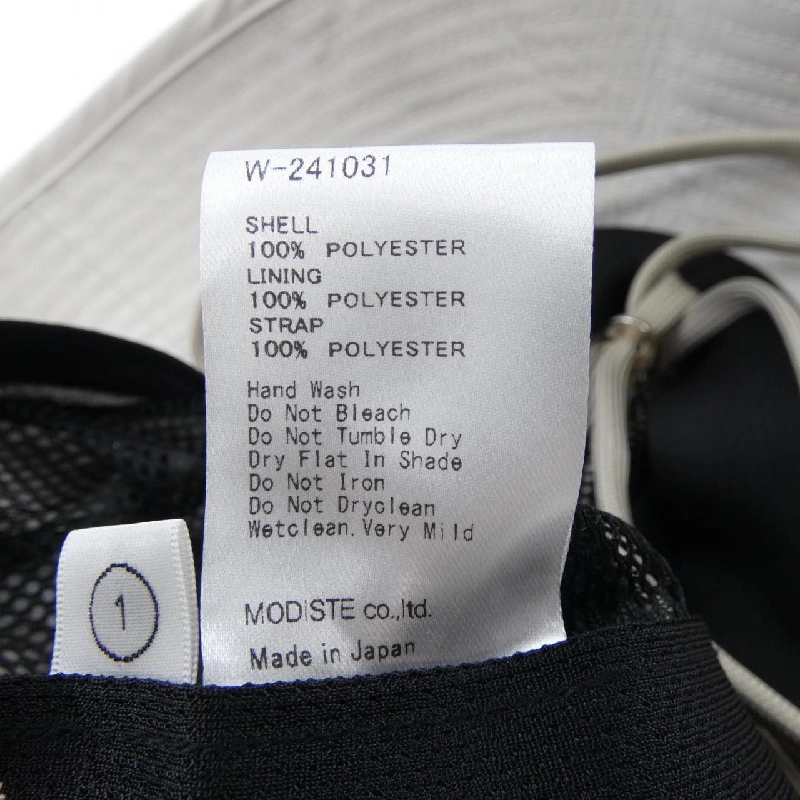 W-241031
SHELL
100% POLYESTER
LINING
100% POLYESTER
STRAP
100% POLYESTER
Hand Wash
Do Not Bleach
Do Not Tumble Dry
Dry Flat In Shade
Do Not Iron
Do Not Dryclean
Wetclean.Very Mild
MODISTE co.,ltd.
Made in Japan
1